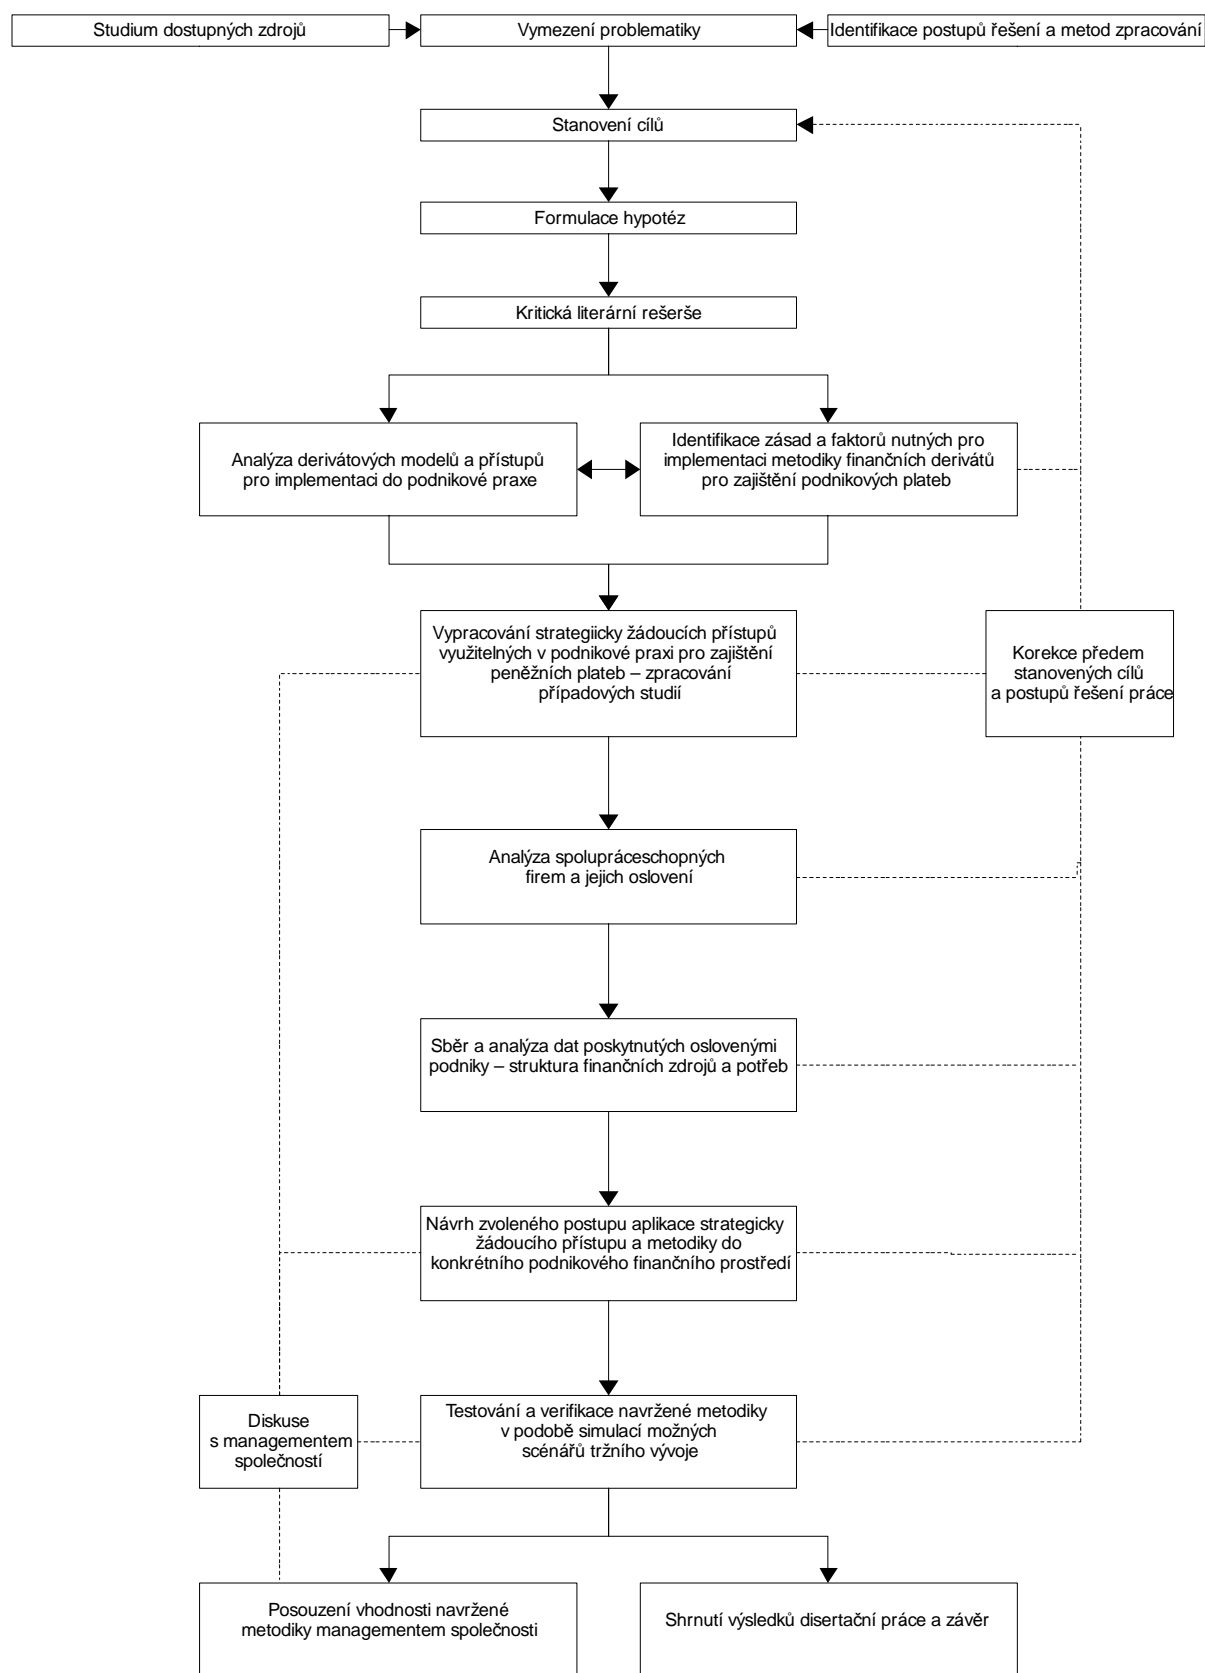 Studium dostupných zdrojů
Vymezení problematiky
Identifikace postupů řešení a metod zpracování
Stanovení cílů
Formulace hypotéz
Kritická literární rešerše
Analýza derivátových modelů a přístupů
pro implementaci do podnikové praxe
Identifikace zásad a faktorů nutných pro
implementaci metodiky finančních derivátů
pro zajištění podnikových plateb
Vypracování strategiicky žádoucích přístupů
využitelných v podnikové praxi pro zajištění
peněžních plateb – zpracování
případových studií
Korekce předem
stanovených cílů
a postupů řešení práce
Analýza spolupráceschopných
firem a jejich oslovení
Sběr a analýza dat poskytnutých oslovenými
podniky – struktura finančních zdrojů a potřeb
Návrh zvoleného postupu aplikace strategicky
žádoucího přístupu a metodiky do
konkrétního podnikového finančního prostředí
Diskuse
s managementem
společností
Testování a verifikace navržené metodiky
v podobě simulací možných
scénářů tržního vývoje
Posouzení vhodnosti navržené
metodiky managementem společnosti
Shrnutí výsledků disertační práce a závěr